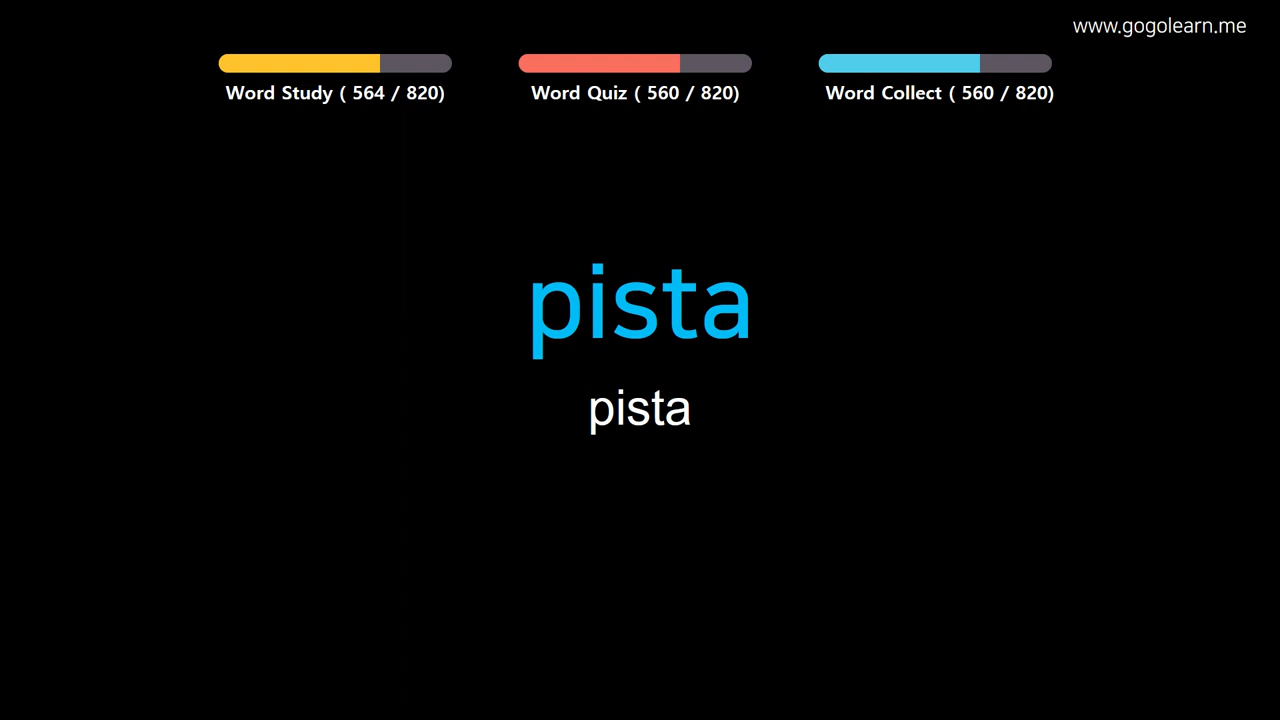 www.gogolearn.me
Word Study ( 564 / 820)
Word Quiz ( 560 / 820)
Word Collect ( 560 / 820)
pista
pista